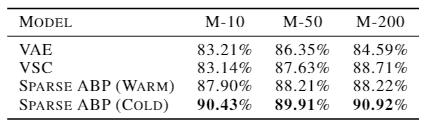 MODEL M-10 M-50 M-200
VAE 83.21% 86.35% 84.59%
VSC 83.14% 87.63% 88.71%
SPARSE ABP (WARM) 87.90% 88.21% 88.22%
SPARSE ABP (COLD) 90.43% 89.91% 90.92%